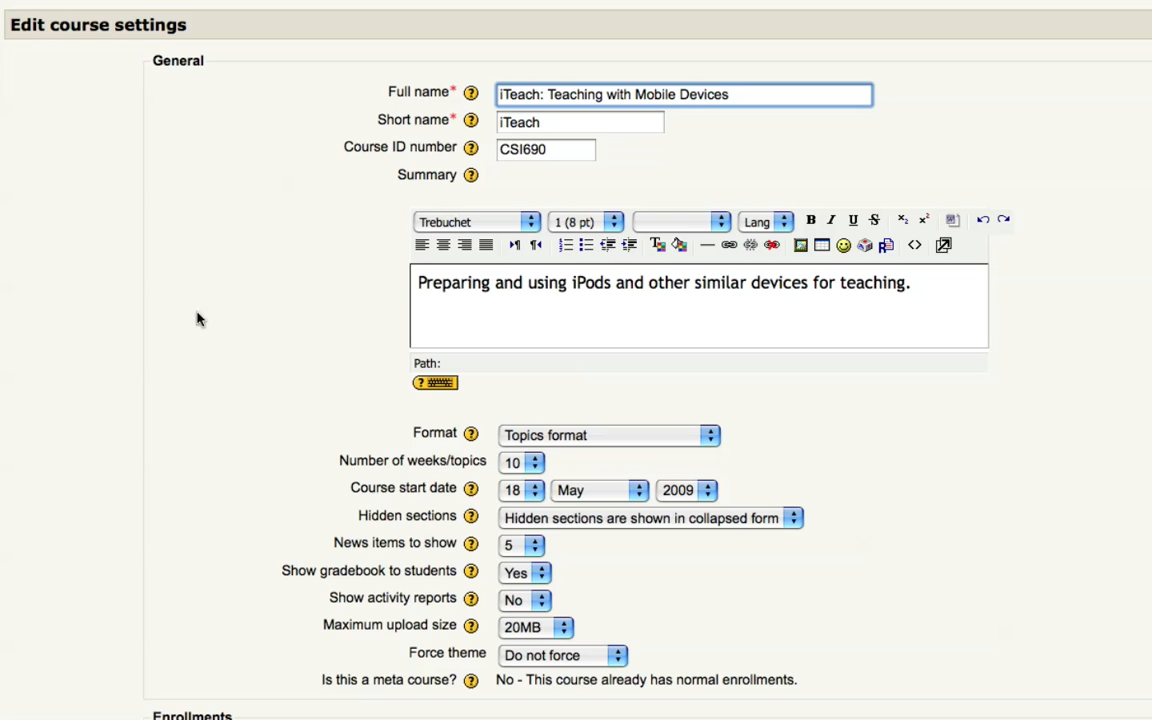 Edit course settings
General
Full name* iTeach: Teaching with Mobile Devices
Short name* iTeach
Course ID number CSI690
Summary
Trebuchet 1 (8 pt) Lang B I U S
Preparing and using iPods and other similar devices for teaching.
Path:
Format Topics format
Number of weeks/topics 10
Course start date 18 May 2009
Hidden sections Hidden sections are shown in collapsed form
News items to show 5
Show gradebook to students Yes
Show activity reports No
Maximum upload size 20MB
Force theme Do not force
Is this a meta course? No - This course already has normal enrollments.
Enrollments